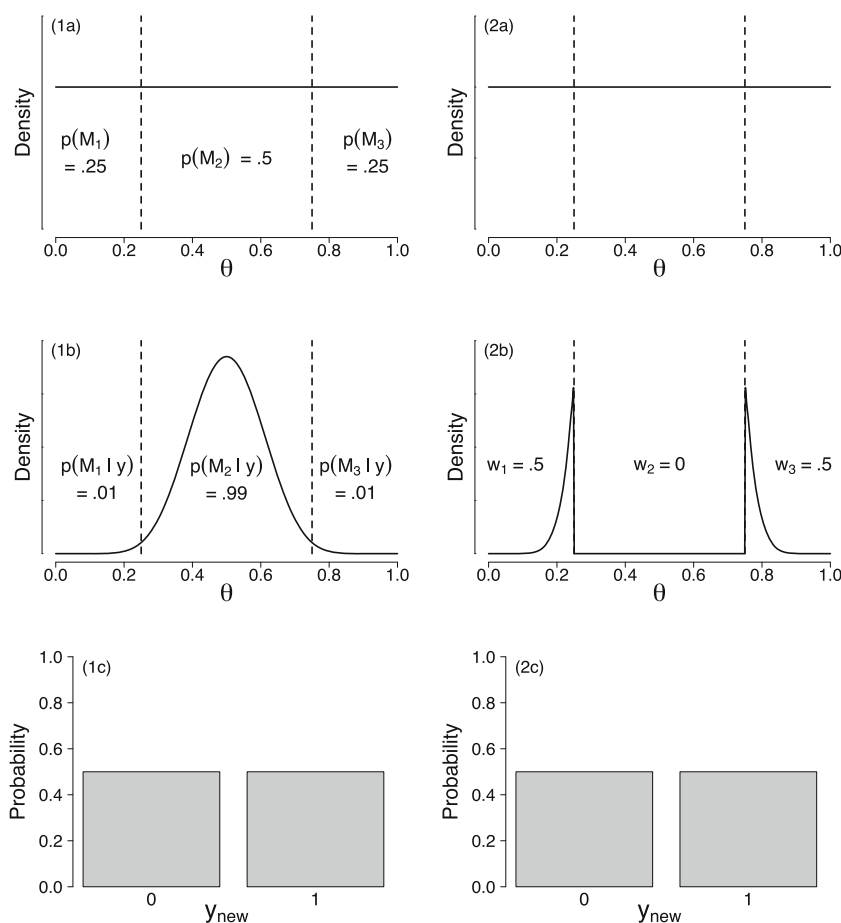 (1a)
Density
p(M₁)
= .25
p(M₂) = .5
p(M₃)
= .25
0.0 0.2 0.4 0.6 0.8 1.0
θ
(2a)
Density
0.0 0.2 0.4 0.6 0.8 1.0
θ
(1b)
Density
p(M₁ | y)
= .01
p(M₂ | y)
= .99
p(M₃ | y)
= .01
0.0 0.2 0.4 0.6 0.8 1.0
θ
(2b)
Density
w₁ = .5
w₂ = 0
w₃ = .5
0.0 0.2 0.4 0.6 0.8 1.0
θ
(1c)
Probability
1.0
0.8
0.6
0.4
0.2
0.0
0 1
yₙₑw
(2c)
Probability
1.0
0.8
0.6
0.4
0.2
0.0
0 1
yₙₑw